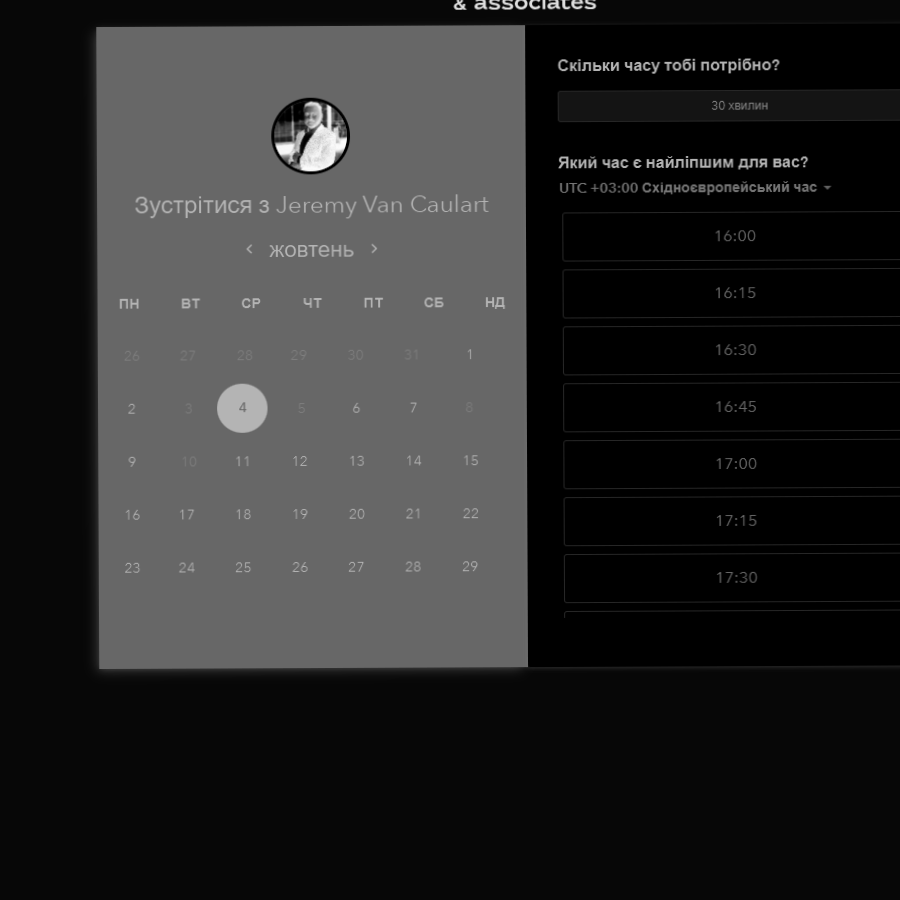 & associates
Зустрітися з Jeremy Van Caulart
жовтень
ПН ВТ СР ЧТ ПТ СБ НД
26 27 28 29 30 31 1
2 3 4 5 6 7 8
9 10 11 12 13 14 15
16 17 18 19 20 21 22
23 24 25 26 27 28 29
Скільки часу тобі потрібно?
30 хвилин
Який час є найліпшим для вас?
UTC +03:00 Східноєвропейський час
16:00
16:15
16:30
16:45
17:00
17:15
17:30